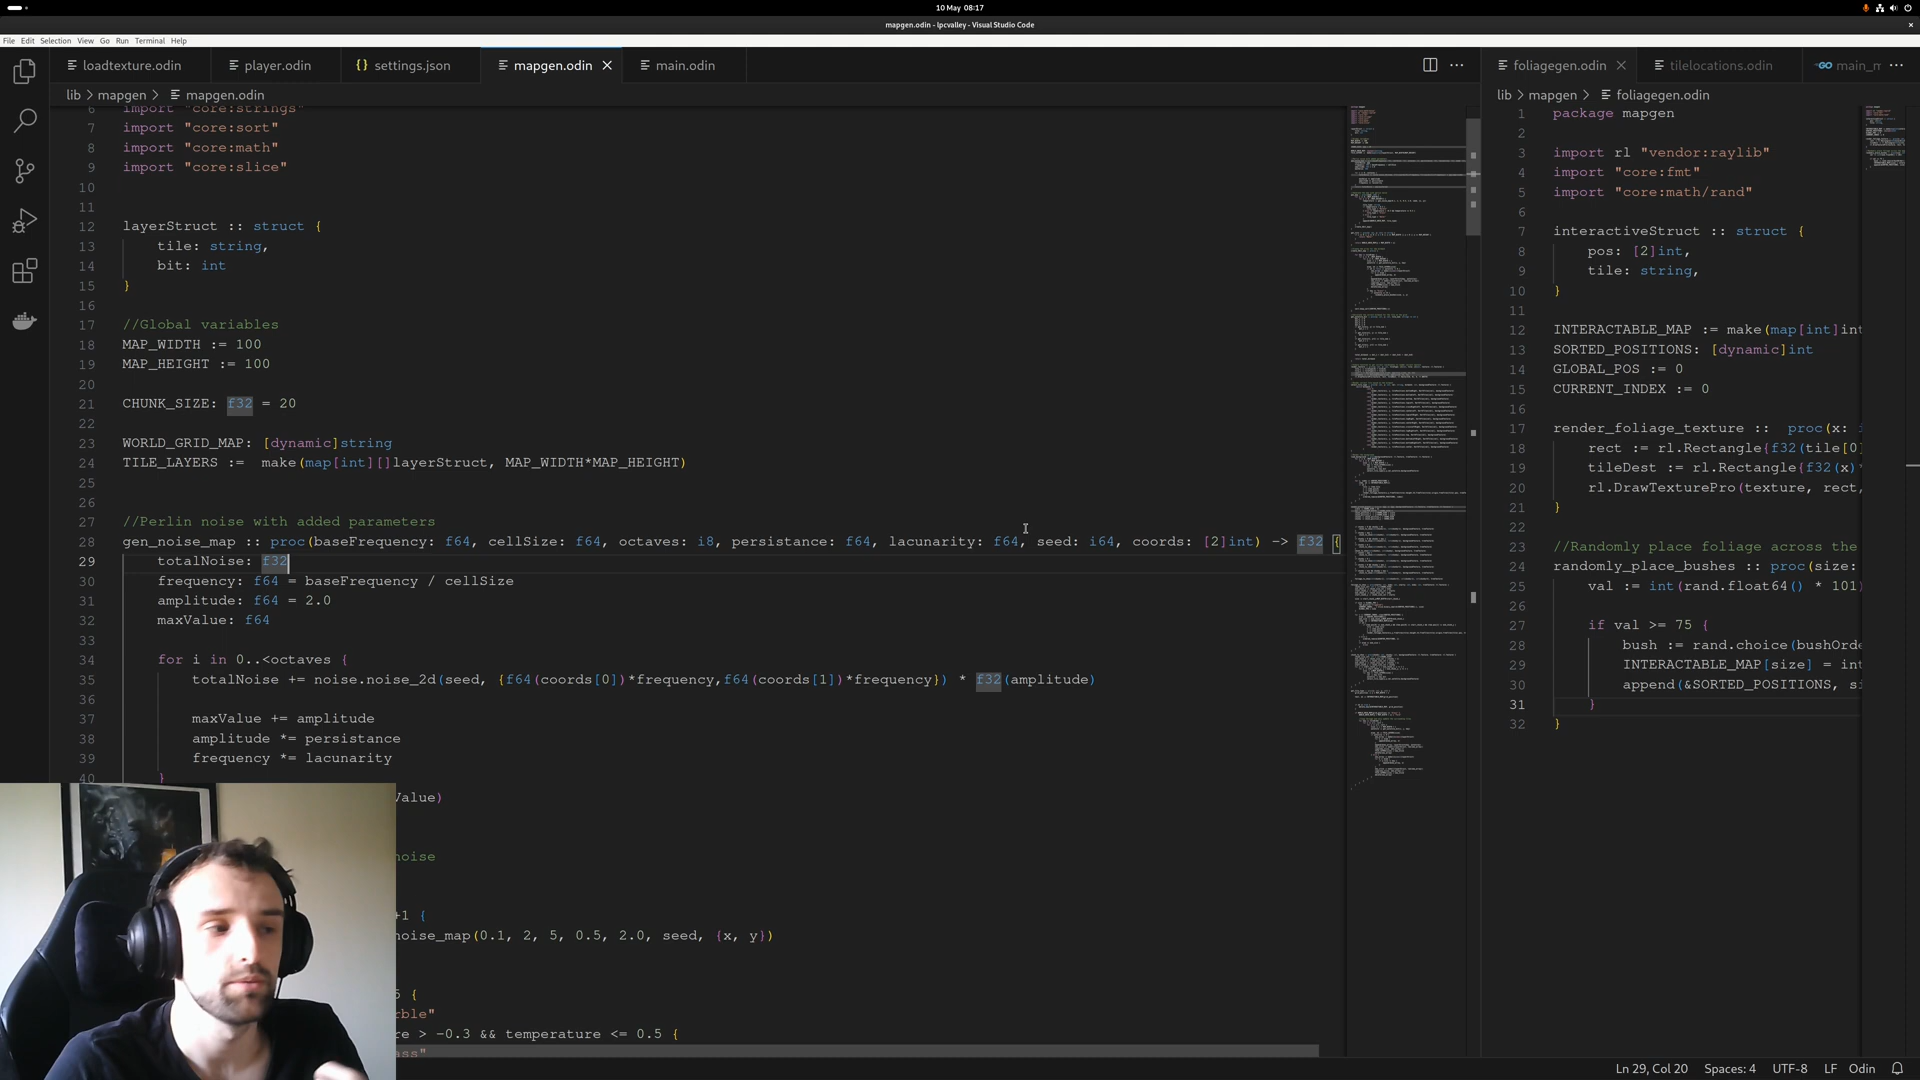 10 May 08:17
mapgen.odin - lpcvalley - Visual Studio Code
File Edit Selection View Go Run Terminal Help
loadtexture.odin player.odin {} settings.json mapgen.odin main.odin
lib > mapgen > mapgen.odin
6 import "core:strings"
7 import "core:sort"
8 import "core:math"
9 import "core:slice"
10
11
12 layerStruct :: struct {
13 tile: string,
14 bit: int
15 }
16
17 //Global variables
18 MAP_WIDTH := 100
19 MAP_HEIGHT := 100
20
21 CHUNK_SIZE: f32 = 20
22
23 WORLD_GRID_MAP: [dynamic]string
24 TILE_LAYERS := make(map[int][]layerStruct, MAP_WIDTH*MAP_HEIGHT)
25
26
27 //Perlin noise with added parameters
28 gen_noise_map :: proc(baseFrequency: f64, cellSize: f64, octaves: i8, persistance: f64, lacunarity: f64, seed: i64, coords: [2]int) -> f32 {
29 totalNoise: f32
30 frequency: f64 = baseFrequency / cellSize
31 amplitude: f64 = 2.0
32 maxValue: f64
33
34 for i in 0..<octaves {
35 totalNoise += noise.noise_2d(seed, {f64(coords[0])*frequency,f64(coords[1])*frequency}) * f32(amplitude)
36
37 maxValue += amplitude
38 amplitude *= persistance
39 frequency *= lacunarity
40 }
Value)
noise
+1 {
noise_map(0.1, 2, 5, 0.5, 2.0, seed, {x, y})
5 {
rble"
re > -0.3 && temperature <= 0.5 {
ass"
foliagegen.odin tilelocations.odin main_m
lib > mapgen > foliagegen.odin
1 package mapgen
2
3 import rl "vendor:raylib"
4 import "core:fmt"
5 import "core:math/rand"
6
7 interactiveStruct :: struct {
8 pos: [2]int,
9 tile: string,
10 }
11
12 INTERACTABLE_MAP := make(map[int]int
13 SORTED_POSITIONS: [dynamic]int
14 GLOBAL_POS := 0
15 CURRENT_INDEX := 0
16
17 render_foliage_texture :: proc(x: i
18 rect := rl.Rectangle{f32(tile[0]
19 tileDest := rl.Rectangle{f32(x)*
20 rl.DrawTexturePro(texture, rect,
21 }
22
23 //Randomly place foliage across the
24 randomly_place_bushes :: proc(size:
25 val := int(rand.float64() * 101)
26
27 if val >= 75 {
28 bush := rand.choice(bushOrde
29 INTERACTABLE_MAP[size] = int
30 append(&SORTED_POSITIONS, si
31 }
32 }
Ln 29, Col 20 Spaces: 4 UTF-8 LF Odin